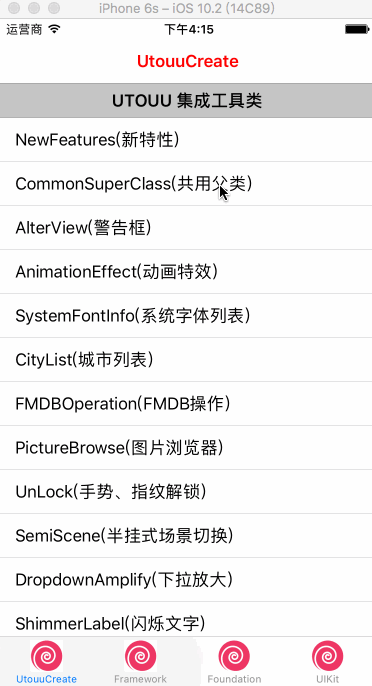 iPhone 6s – iOS 10.2 (14C89)
运营商 下午4:15
UtouuCreate
UTOUU 集成工具类
NewFeatures(新特性)
CommonSuperClass(共用父类)
AlterView(警告框)
AnimationEffect(动画特效)
SystemFontInfo(系统字体列表)
CityList(城市列表)
FMDBOperation(FMDB操作)
PictureBrowse(图片浏览器)
UnLock(手势、指纹解锁)
SemiScene(半挂式场景切换)
DropdownAmplify(下拉放大)
ShimmerLabel(闪烁文字)
UtouuCreate Framework Foundation UIKit